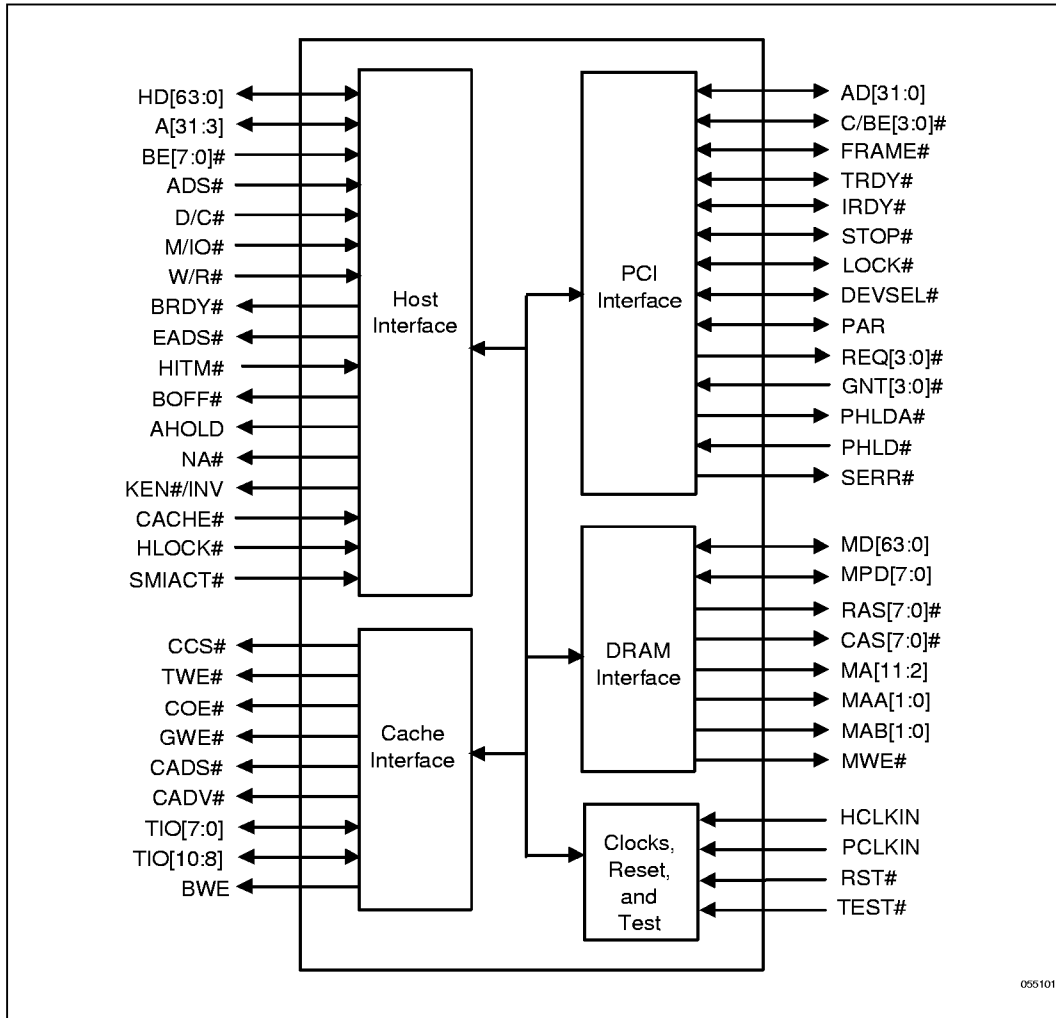 HD[63:0]
A[31:3]
BE[7:0]#
ADS#
D/C#
M/IO#
W/R#
BRDY#
EADS#
HITM#
BOFF#
AHOLD
NA#
KEN#/INV
CACHE#
HLOCK#
SMIACT#
Host
Interface
CCS#
TWE#
COE#
GWE#
CADS#
CADV#
TIO[7:0]
TIO[10:8]
BWE
Cache
Interface
PCI
Interface
AD[31:0]
C/BE[3:0]#
FRAME#
TRDY#
IRDY#
STOP#
LOCK#
DEVSEL#
PAR
REQ[3:0]#
GNT[3:0]#
PHLDA#
PHLD#
SERR#
DRAM
Interface
MD[63:0]
MPD[7:0]
RAS[7:0]#
CAS[7:0]#
MA[11:2]
MAA[1:0]
MAB[1:0]
MWE#
Clocks,
Reset,
and
Test
HCLKIN
PCLKIN
RST#
TEST#
055101